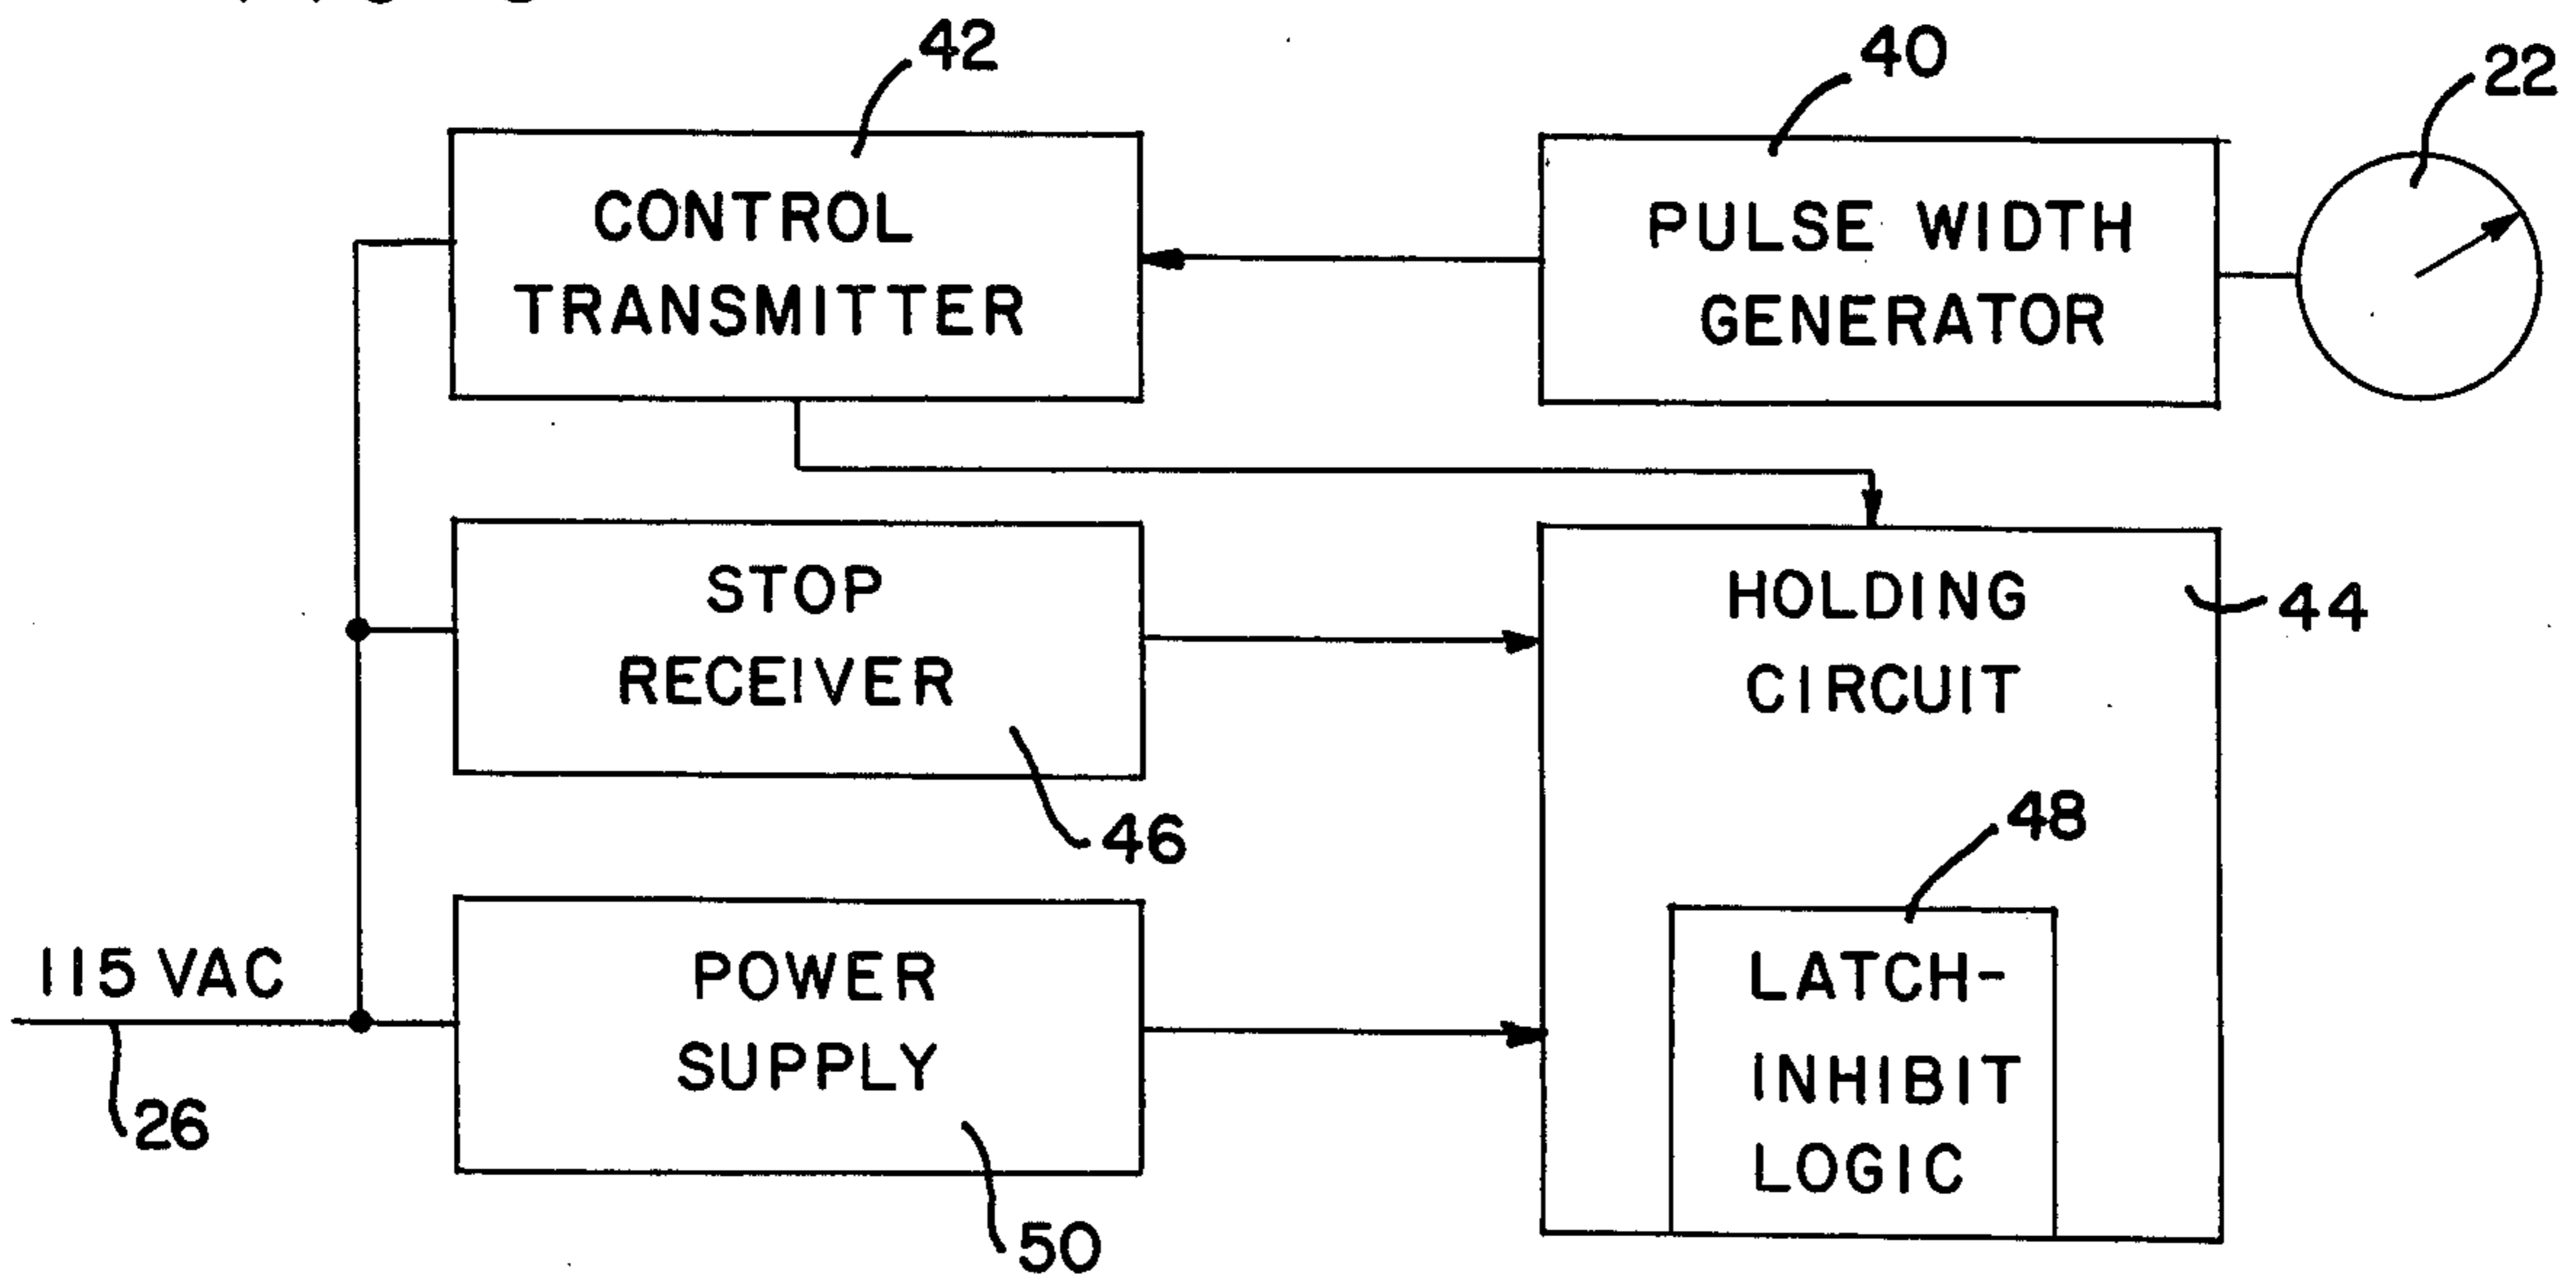 42
40
22
CONTROL
TRANSMITTER
PULSE WIDTH
GENERATOR
STOP
RECEIVER
46
HOLDING
CIRCUIT
44
48
LATCH-
INHIBIT
LOGIC
115 VAC
26
POWER
SUPPLY
50